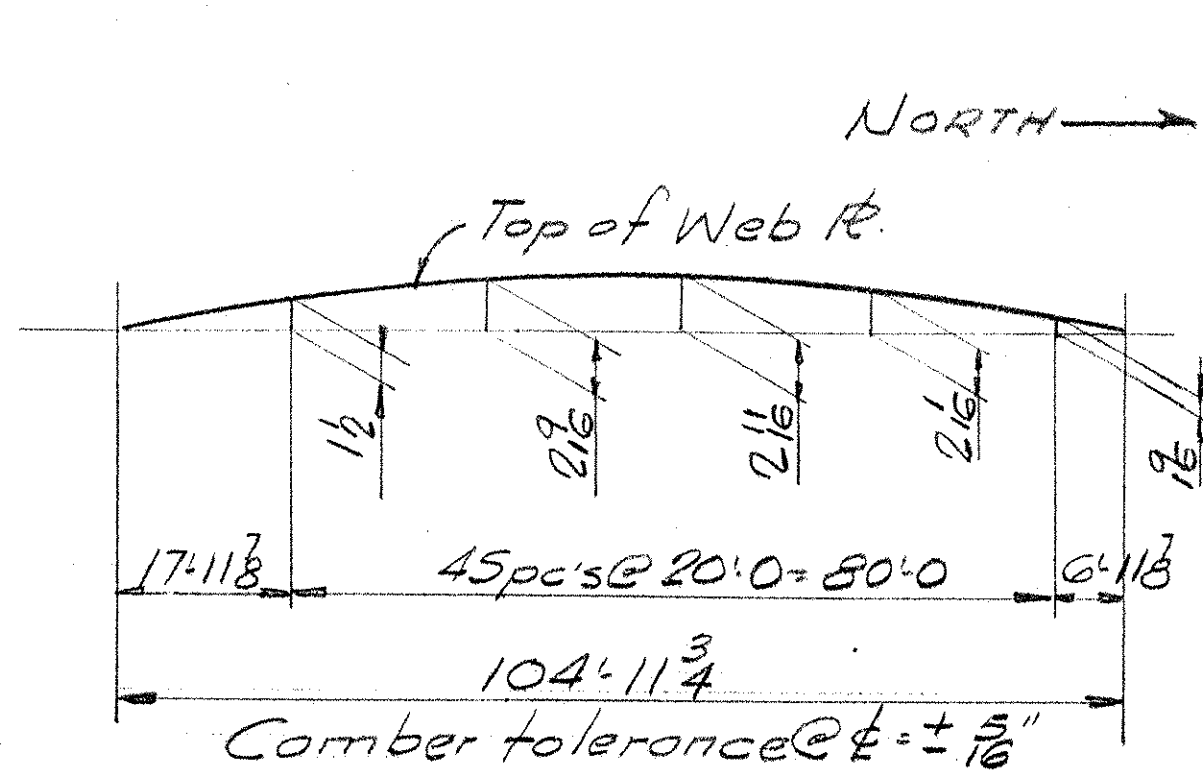 NORTH
Top of Web ℞.
1 1/2
2 9/16
2 11/16
2 1/16
9/16
17'-11 7/8
4 Spc's @ 20'-0 = 80'-0
6'-11 7/8
104'-11 3/4
Camber tolerance @ ℄ = ± 5/16"